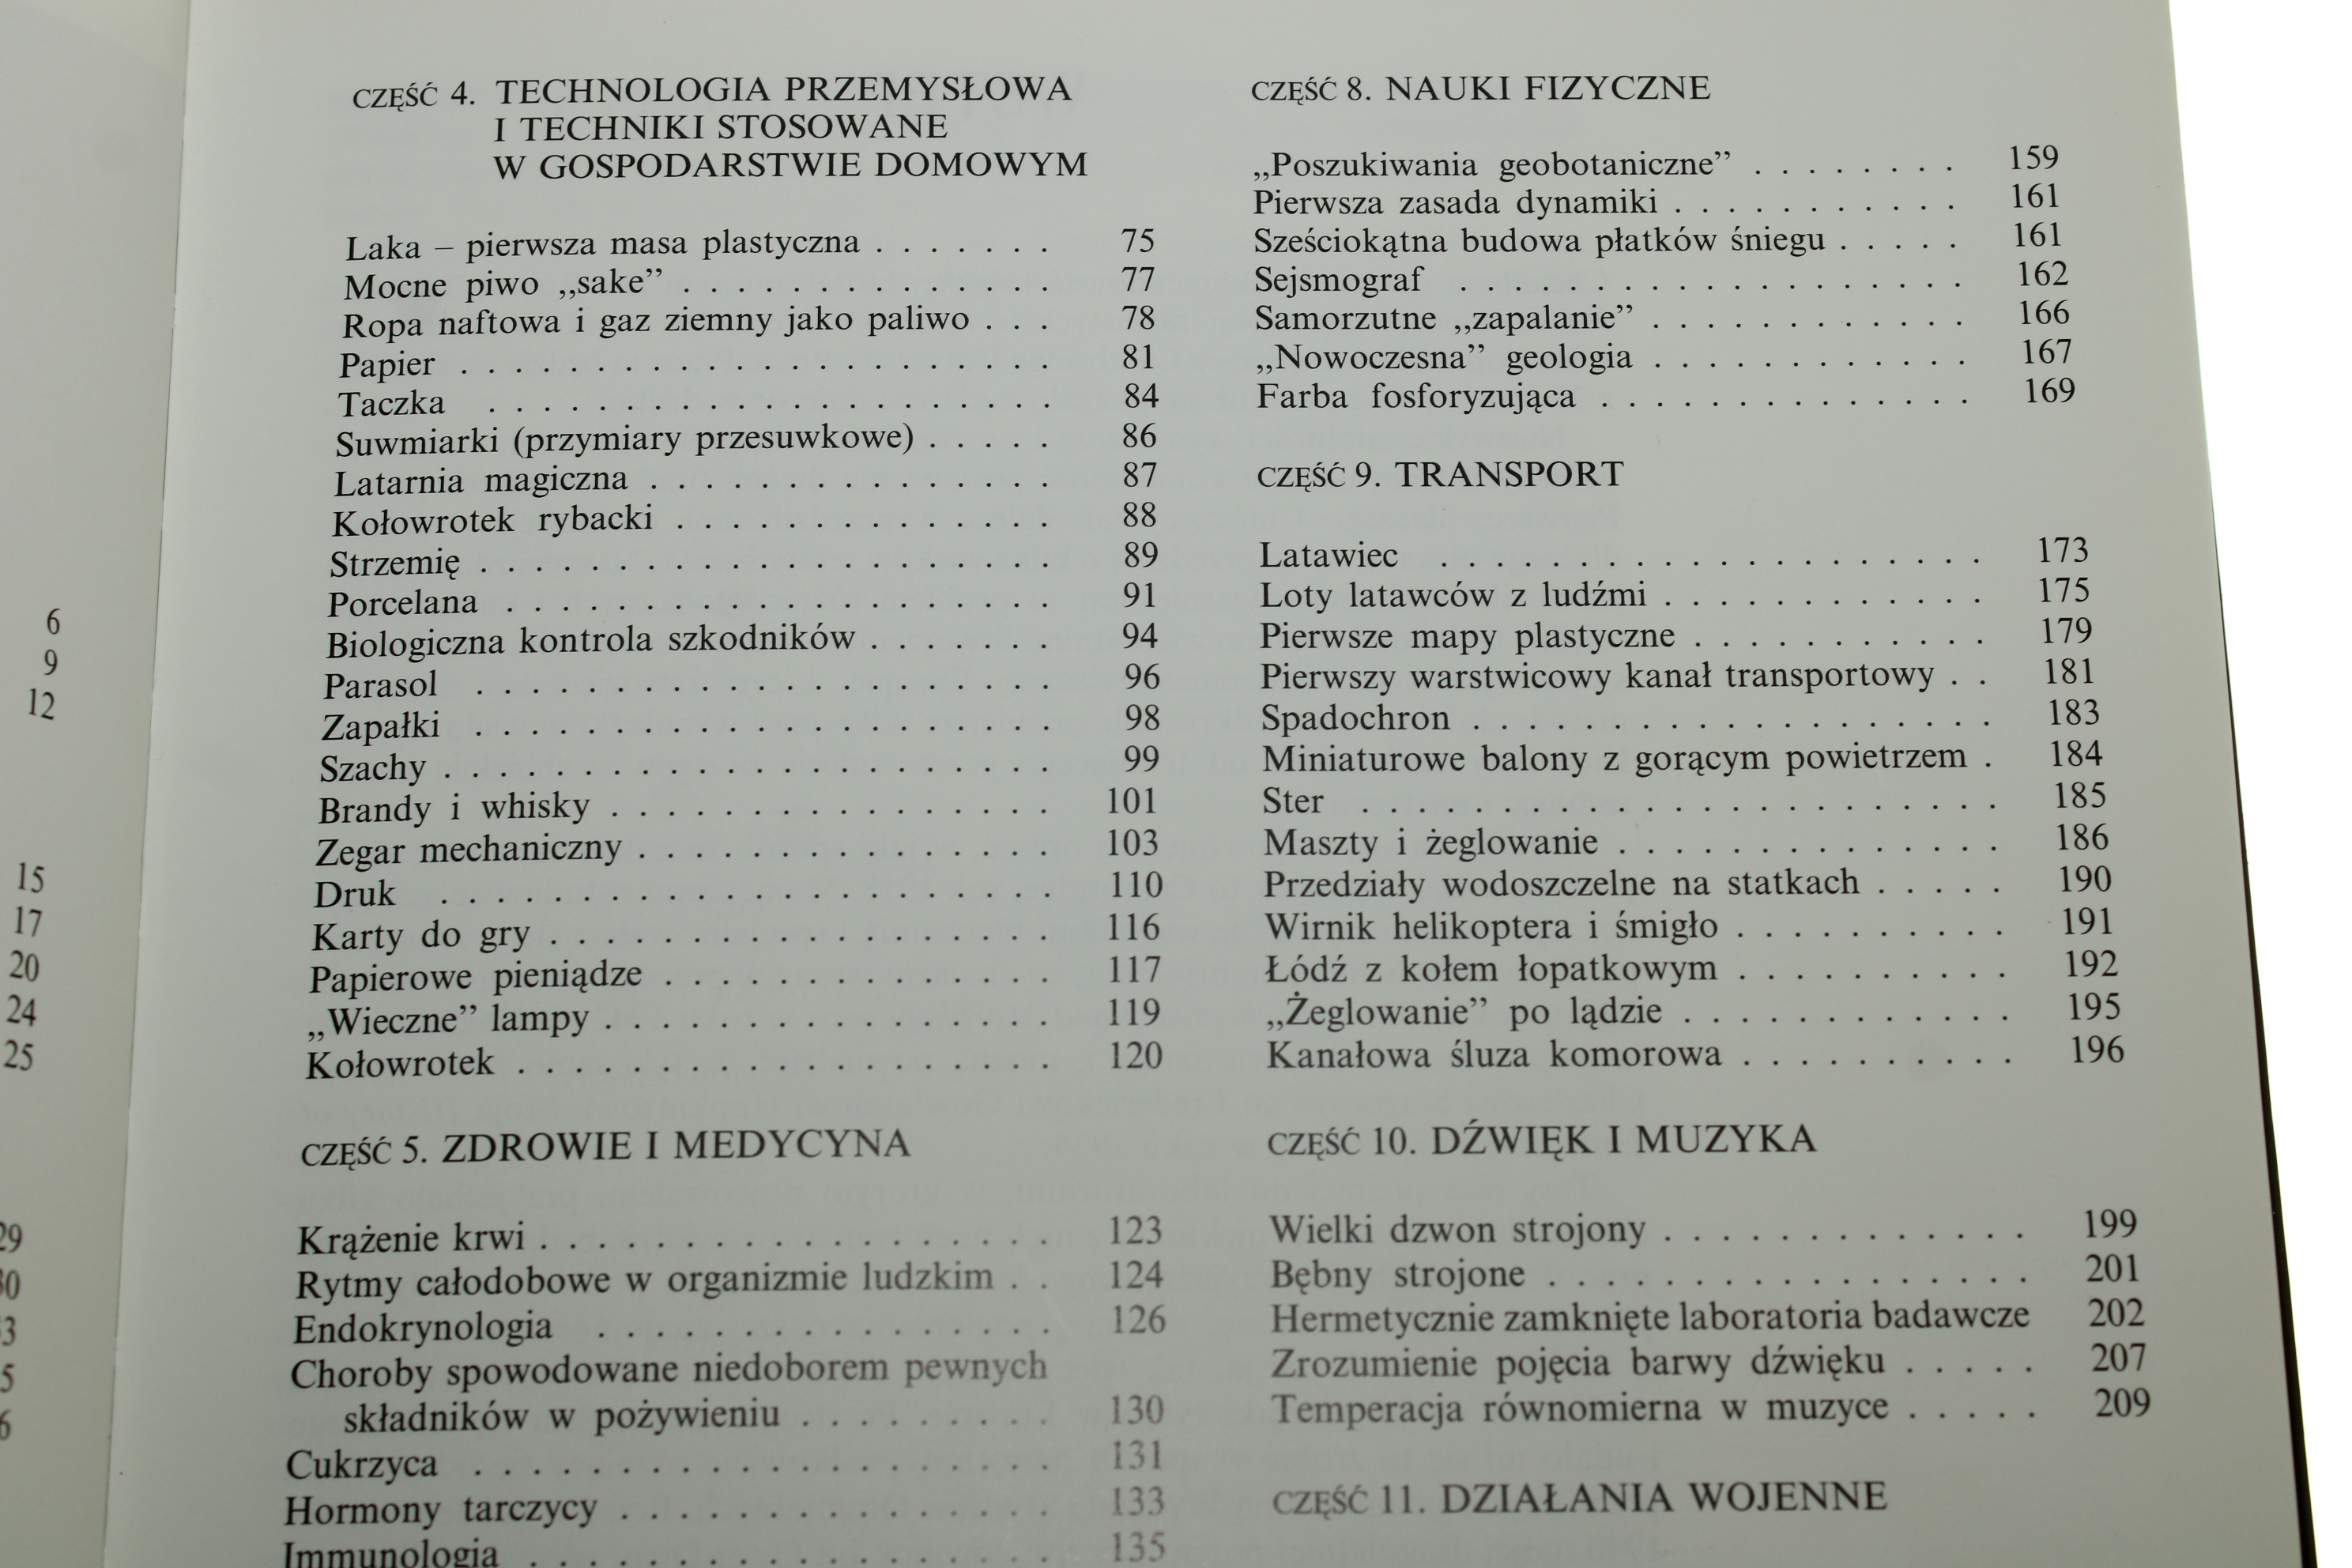 6
9
12
15
17
20
24
25
29
CZĘŚĆ 4. TECHNOLOGIA PRZEMYSŁOWA
I TECHNIKI STOSOWANE
W GOSPODARSTWIE DOMOWYM
Laka – pierwsza masa plastyczna . . . . . . . 75
Mocne piwo „sake” . . . . . . . . . . . . . . 77
Ropa naftowa i gaz ziemny jako paliwo . . . 78
Papier . . . . . . . . . . . . . . . . . . . . . . 81
Taczka . . . . . . . . . . . . . . . . . . . . . 84
Suwmiarki (przymiary przesuwkowe) . . . . . 86
Latarnia magiczna . . . . . . . . . . . . . . . 87
Kołowrotek rybacki . . . . . . . . . . . . . . 88
Strzemię . . . . . . . . . . . . . . . . . . . . . 89
Porcelana . . . . . . . . . . . . . . . . . . . . 91
Biologiczna kontrola szkodników . . . . . . . 94
Parasol . . . . . . . . . . . . . . . . . . . . . 96
Zapałki . . . . . . . . . . . . . . . . . . . . . 98
Szachy . . . . . . . . . . . . . . . . . . . . . . 99
Brandy i whisky . . . . . . . . . . . . . . . . 101
Zegar mechaniczny . . . . . . . . . . . . . . . 103
Druk . . . . . . . . . . . . . . . . . . . . . . 110
Karty do gry . . . . . . . . . . . . . . . . . . 116
Papierowe pieniądze . . . . . . . . . . . . . . 117
„Wieczne” lampy . . . . . . . . . . . . . . . . 119
Kołowrotek . . . . . . . . . . . . . . . . . . . 120
CZĘŚĆ 5. ZDROWIE I MEDYCYNA
Krążenie krwi . . . . . . . . . . . . . . . . . . 123
Rytmy całodobowe w organizmie ludzkim . . 124
Endokrynologia . . . . . . . . . . . . . . . . 126
Choroby spowodowane niedoborem pewnych
składników w pożywieniu . . . . . . . . . 130
Cukrzyca . . . . . . . . . . . . . . . . . . . . 131
Hormony tarczycy . . . . . . . . . . . . . . . 133
Immunologia . . . . . . . . . . . . . . . . . . 135
CZĘŚĆ 8. NAUKI FIZYCZNE
„Poszukiwania geobotaniczne” . . . . . . . . 159
Pierwsza zasada dynamiki . . . . . . . . . . . 161
Sześciokątna budowa płatków śniegu . . . . . 161
Sejsmograf . . . . . . . . . . . . . . . . . . . 162
Samorzutne „zapalanie” . . . . . . . . . . . . 166
„Nowoczesna” geologia . . . . . . . . . . . . 167
Farba fosforyzująca . . . . . . . . . . . . . . 169
CZĘŚĆ 9. TRANSPORT
Latawiec . . . . . . . . . . . . . . . . . . . . 173
Loty latawców z ludźmi . . . . . . . . . . . . 175
Pierwsze mapy plastyczne . . . . . . . . . . . 179
Pierwszy warstwicowy kanał transportowy . . 181
Spadochron . . . . . . . . . . . . . . . . . . . 183
Miniaturowe balony z gorącym powietrzem . 184
Ster . . . . . . . . . . . . . . . . . . . . . . . 185
Maszty i żeglowanie . . . . . . . . . . . . . . 186
Przedziały wodoszczelne na statkach . . . . . 190
Wirnik helikoptera i śmigło . . . . . . . . . . 191
Łódź z kołem łopatkowym . . . . . . . . . . 192
„Żeglowanie” po lądzie . . . . . . . . . . . . 195
Kanałowa śluza komorowa . . . . . . . . . . 196
CZĘŚĆ 10. DŹWIĘK I MUZYKA
Wielki dzwon strojony . . . . . . . . . . . . . 199
Bębny strojone . . . . . . . . . . . . . . . . . 201
Hermetycznie zamknięte laboratoria badawcze 202
Zrozumienie pojęcia barwy dźwięku . . . . . 207
Temperacja równomierna w muzyce . . . . . 209
CZĘŚĆ 11. DZIAŁANIA WOJENNE